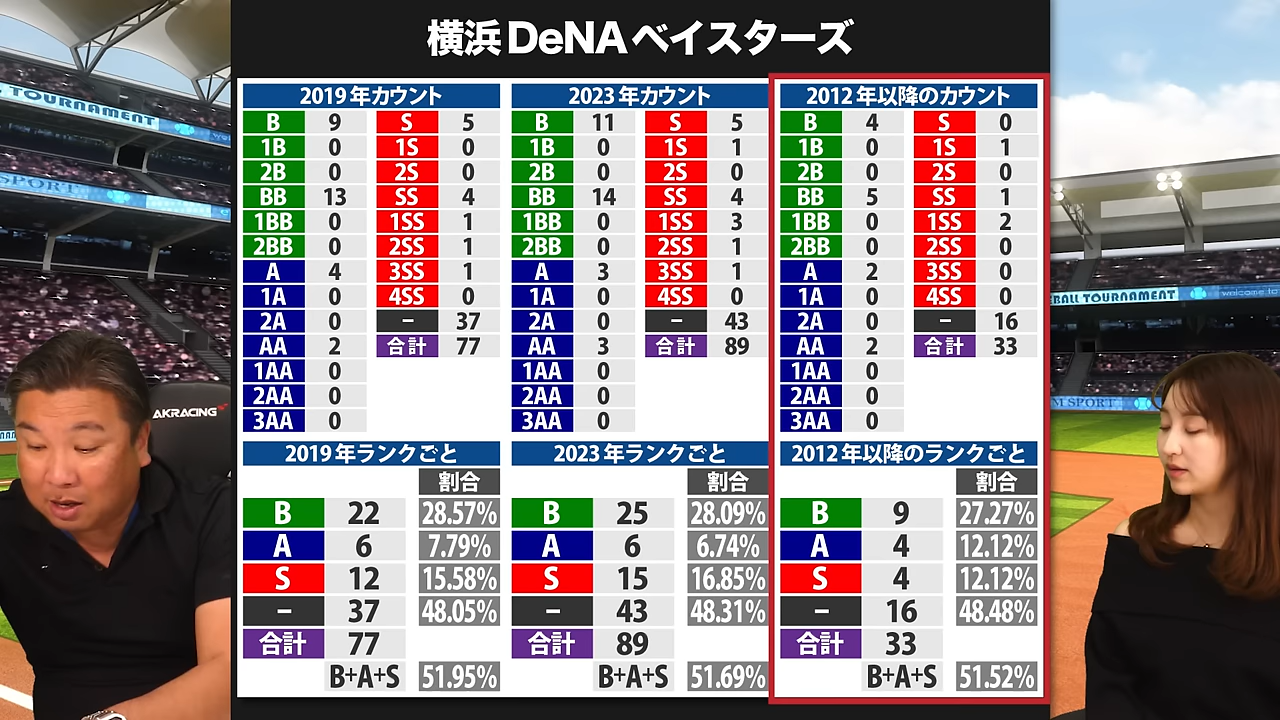 横浜DeNAベイスターズ
2019年カウント
B 9 S 5
1B 0 1S 0
2B 0 2S 0
BB 13 SS 4
1BB 0 1SS 1
2BB 0 2SS 1
A 4 3SS 1
1A 0 4SS 0
2A 0 − 37
AA 2 合計 77
1AA 0
2AA 0
3AA 0
2023年カウント
B 11 S 5
1B 0 1S 1
2B 0 2S 0
BB 14 SS 4
1BB 0 1SS 3
2BB 0 2SS 1
A 3 3SS 1
1A 0 4SS 0
2A 0 − 43
AA 3 合計 89
1AA 0
2AA 0
3AA 0
2012年以降のカウント
B 4 S 0
1B 0 1S 1
2B 0 2S 0
BB 5 SS 1
1BB 0 1SS 2
2BB 0 2SS 0
A 2 3SS 0
1A 0 4SS 0
2A 0 − 16
AA 2 合計 33
1AA 0
2AA 0
3AA 0
2019年ランクごと
割合
B 22 28.57%
A 6 7.79%
S 12 15.58%
− 37 48.05%
合計 77
B+A+S 51.95%
2023年ランクごと
割合
B 25 28.09%
A 6 6.74%
S 15 16.85%
− 43 48.31%
合計 89
B+A+S 51.69%
2012年以降のランクごと
割合
B 9 27.27%
A 4 12.12%
S 4 12.12%
− 16 48.48%
合計 33
B+A+S 51.52%
TOURNAMENT
SPORT
AKRACING
BALL TOURNAMENT
welcome to
M SPORT